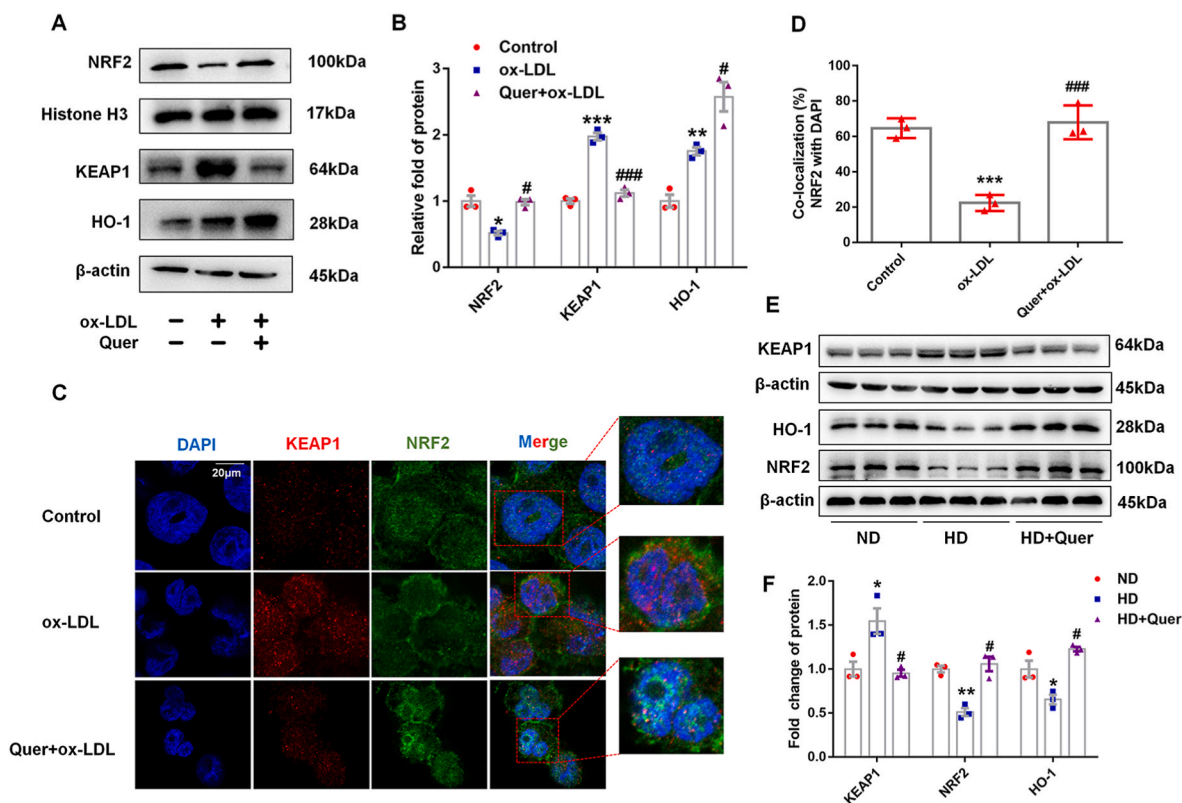 A
NRF2 100kDa
Histone H3 17kDa
KEAP1 64kDa
HO-1 28kDa
β-actin 45kDa
ox-LDL − + +
Quer − − +
B
Control
ox-LDL
Quer+ox-LDL
Relative fold of protein
3
2
1
0
* # *** ### ** #
NRF2 KEAP1 HO-1
C
DAPI KEAP1 NRF2 Merge
20μm
Control
ox-LDL
Quer+ox-LDL
D
Co-localization (%)
NRF2 with DAPI
100
80
60
40
20
0
*** ###
Control ox-LDL Quer+ox-LDL
E
KEAP1 64kDa
β-actin 45kDa
HO-1 28kDa
NRF2 100kDa
β-actin 45kDa
ND HD HD+Quer
F
Fold change of protein
2.0
1.5
1.0
0.5
0.0
* # ** # * #
KEAP1 NRF2 HO-1
ND
HD
HD+Quer